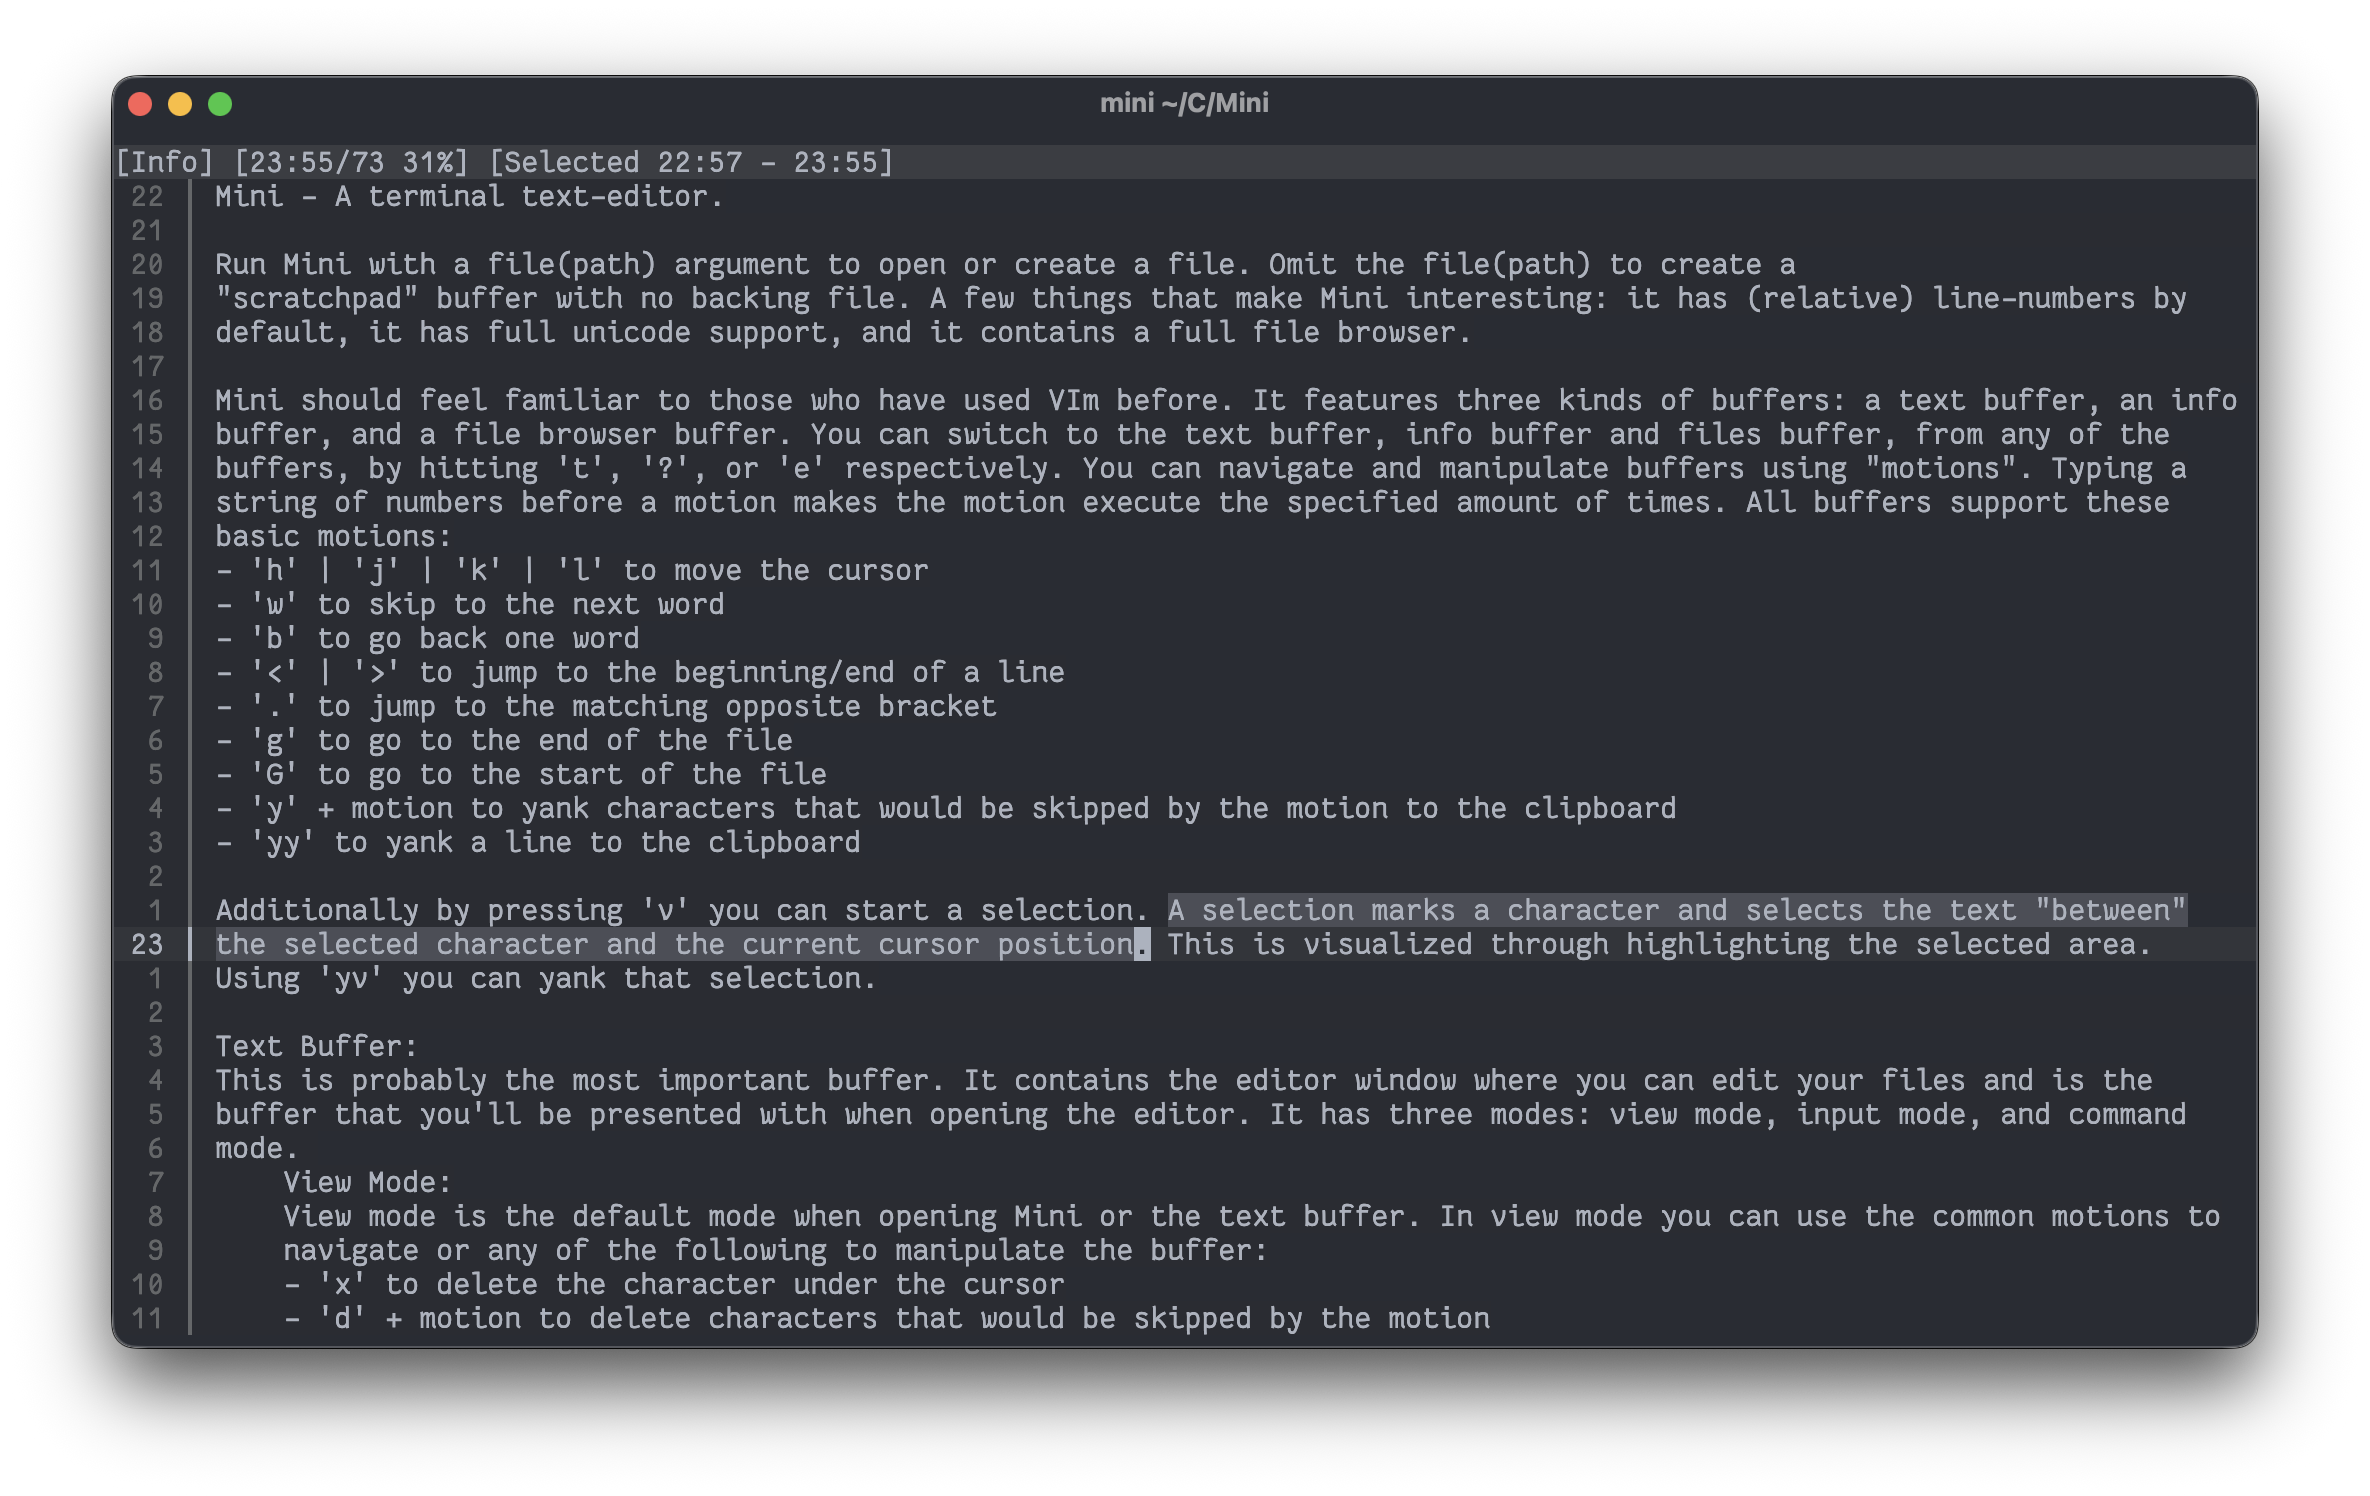 mini ~/C/Mini
[Info] [23:55/73 31%] [Selected 22:57 - 23:55]
22 Mini - A terminal text-editor.
21
20 Run Mini with a file(path) argument to open or create a file. Omit the file(path) to create a
19 "scratchpad" buffer with no backing file. A few things that make Mini interesting: it has (relative) line-numbers by
18 default, it has full unicode support, and it contains a full file browser.
17
16 Mini should feel familiar to those who have used VIm before. It features three kinds of buffers: a text buffer, an info
15 buffer, and a file browser buffer. You can switch to the text buffer, info buffer and files buffer, from any of the
14 buffers, by hitting 't', '?', or 'e' respectively. You can navigate and manipulate buffers using "motions". Typing a
13 string of numbers before a motion makes the motion execute the specified amount of times. All buffers support these
12 basic motions:
11 - 'h' | 'j' | 'k' | 'l' to move the cursor
10 - 'w' to skip to the next word
9 - 'b' to go back one word
8 - '<' | '>' to jump to the beginning/end of a line
7 - '.' to jump to the matching opposite bracket
6 - 'g' to go to the end of the file
5 - 'G' to go to the start of the file
4 - 'y' + motion to yank characters that would be skipped by the motion to the clipboard
3 - 'yy' to yank a line to the clipboard
2
1 Additionally by pressing 'v' you can start a selection. A selection marks a character and selects the text "between"
23 the selected character and the current cursor position. This is visualized through highlighting the selected area.
1 Using 'yv' you can yank that selection.
2
3 Text Buffer:
4 This is probably the most important buffer. It contains the editor window where you can edit your files and is the
5 buffer that you'll be presented with when opening the editor. It has three modes: view mode, input mode, and command
6 mode.
7 View Mode:
8 View mode is the default mode when opening Mini or the text buffer. In view mode you can use the common motions to
9 navigate or any of the following to manipulate the buffer:
10 - 'x' to delete the character under the cursor
11 - 'd' + motion to delete characters that would be skipped by the motion